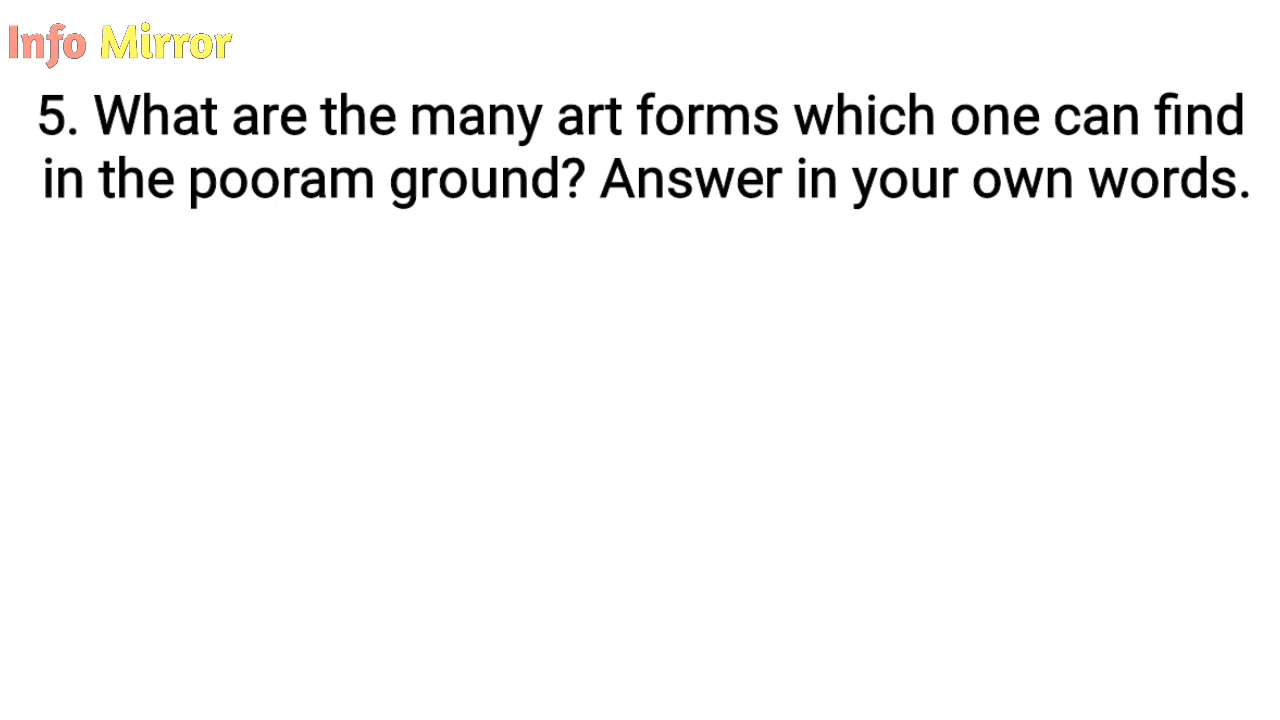 Info Mirror
5. What are the many art forms which one can find
in the pooram ground? Answer in your own words.